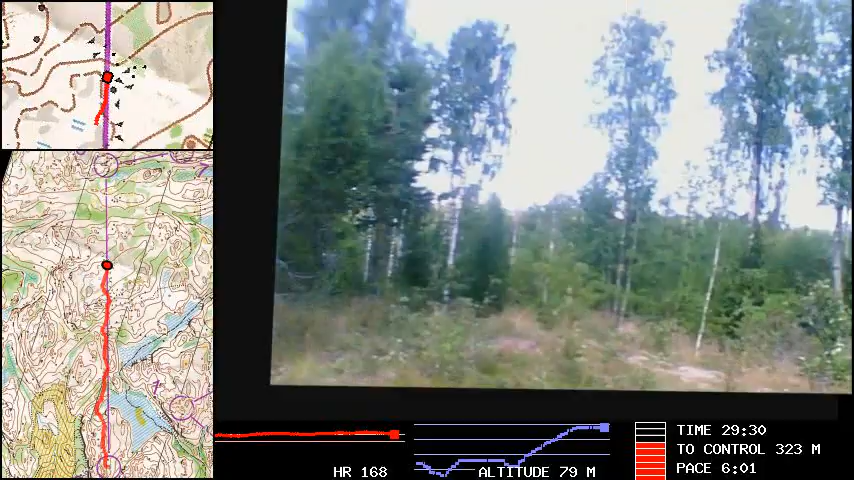 HR 168
ALTITUDE 79 M
TIME 29:30
TO CONTROL 323 M
PACE 6:01